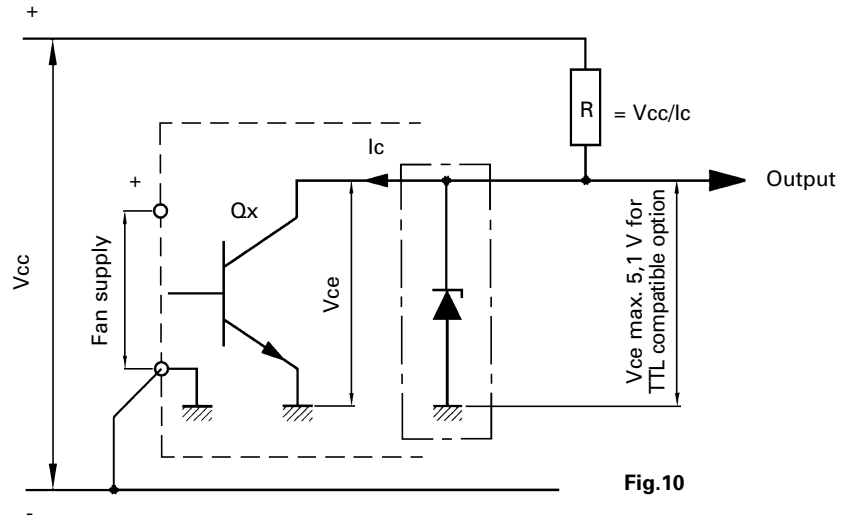 +
R = Vcc/Ic
Ic
+
Qx
Output
Vcc
Fan supply
Vce
Vce max. 5,1 V for
TTL compatible option
Fig.10
-